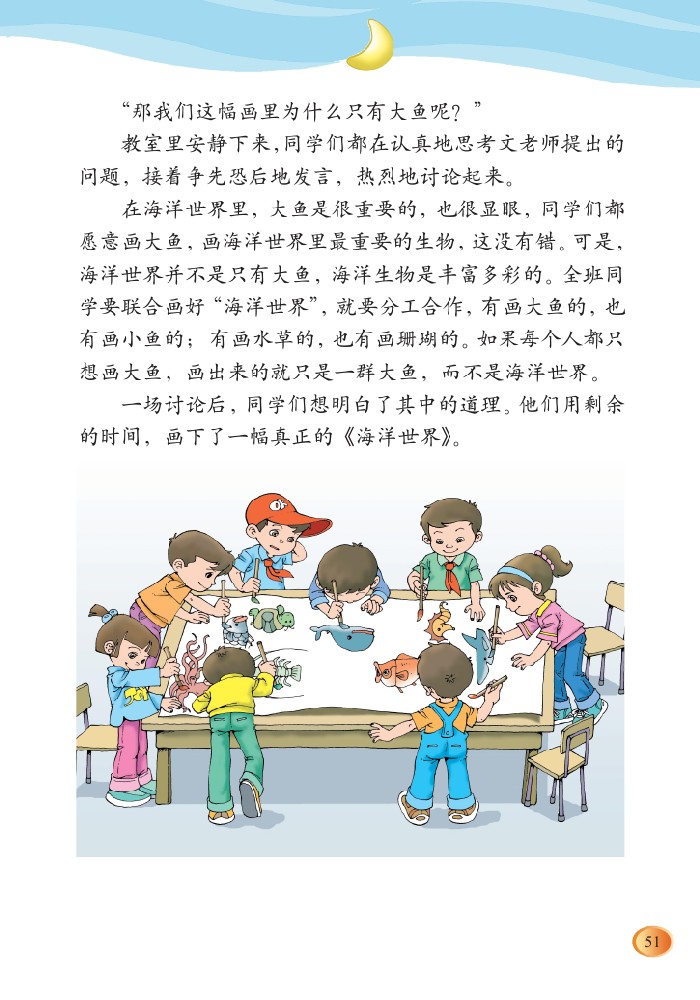 “那我们这幅画里为什么只有大鱼呢？”
教室里安静下来，同学们都在认真地思考文老师提出的
问题，接着争先恐后地发言，热烈地讨论起来。
在海洋世界里，大鱼是很重要的，也很显眼，同学们都
愿意画大鱼，画海洋世界里最重要的生物，这没有错。可是，
海洋世界并不是只有大鱼，海洋生物是丰富多彩的。全班同
学要联合画好“海洋世界”，就要分工合作，有画大鱼的，也
有画小鱼的；有画水草的，也有画珊瑚的。如果每个人都只
想画大鱼，画出来的就只是一群大鱼，而不是海洋世界。
一场讨论后，同学们想明白了其中的道理。他们用剩余
的时间，画下了一幅真正的《海洋世界》。
51